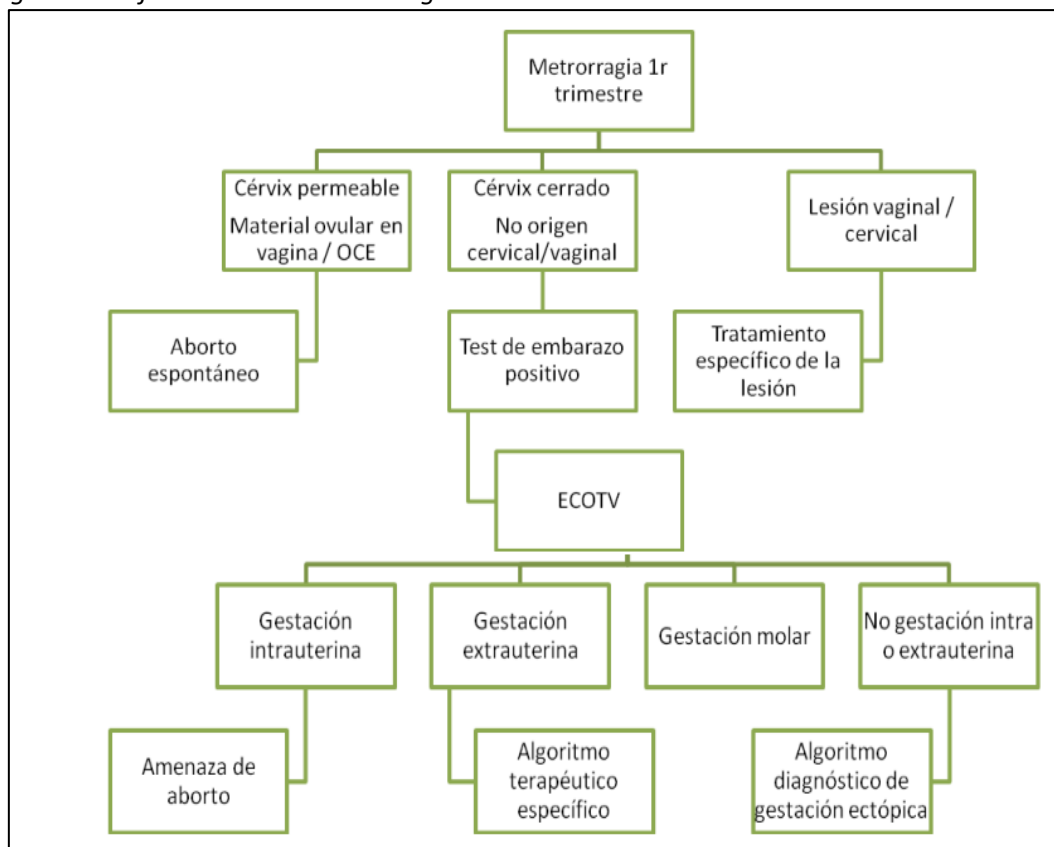 Metrorragia 1r
trimestre
Cérvix permeable
Material ovular en
vagina / OCE
Cérvix cerrado
No origen
cervical/vaginal
Lesión vaginal /
cervical
Aborto
espontáneo
Test de embarazo
positivo
Tratamiento
específico de la
lesión
ECOTV
Gestación
intrauterina
Gestación
extrauterina
Gestación molar
No gestación intra
o extrauterina
Amenaza de
aborto
Algoritmo
terapéutico
específico
Algoritmo
diagnóstico de
gestación ectópica